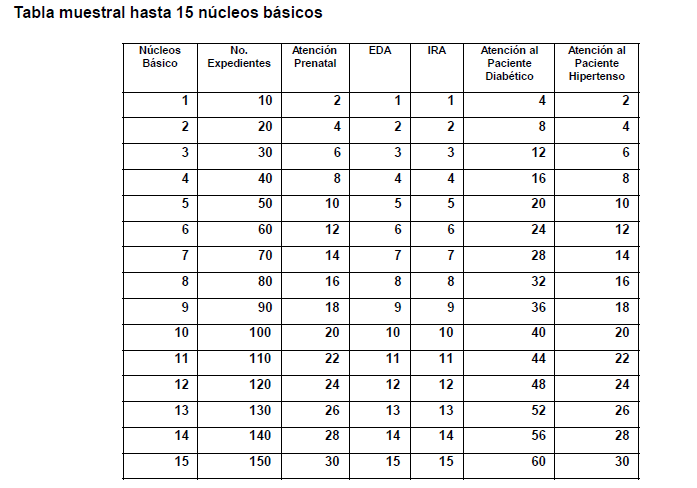 Tabla muestral hasta 15 núcleos básicos
Núcleos Básico No. Expedientes Atención Prenatal EDA IRA Atención al Paciente Diabético Atención al Paciente Hipertenso
1 10 2 1 1 4 2
2 20 4 2 2 8 4
3 30 6 3 3 12 6
4 40 8 4 4 16 8
5 50 10 5 5 20 10
6 60 12 6 6 24 12
7 70 14 7 7 28 14
8 80 16 8 8 32 16
9 90 18 9 9 36 18
10 100 20 10 10 40 20
11 110 22 11 11 44 22
12 120 24 12 12 48 24
13 130 26 13 13 52 26
14 140 28 14 14 56 28
15 150 30 15 15 60 30